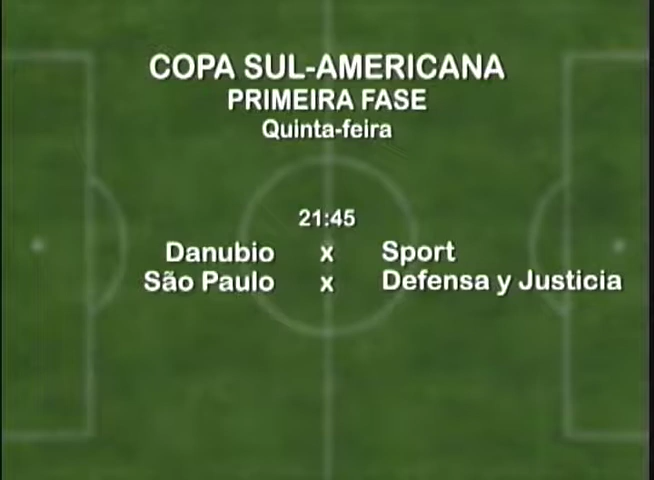 COPA SUL-AMERICANA
PRIMEIRA FASE
Quinta-feira
21:45
Danubio x Sport
São Paulo x Defensa y Justicia